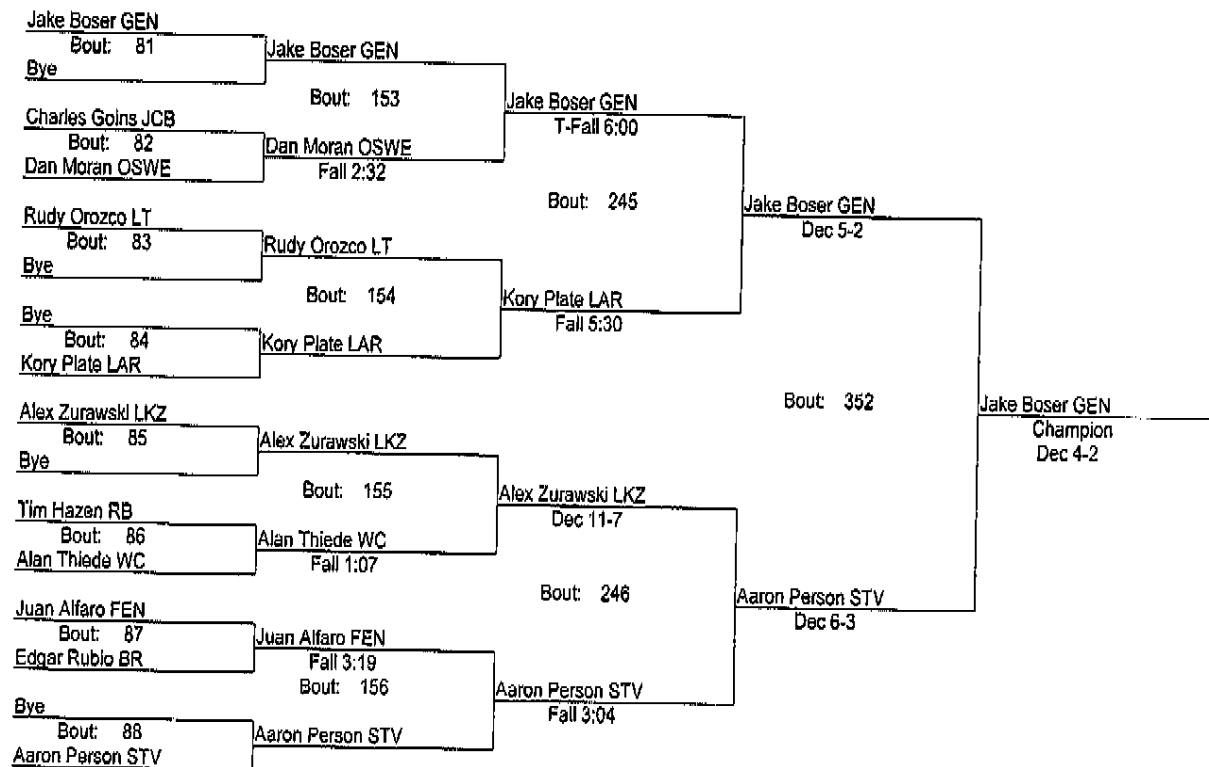 Jake Boser GEN
Bout: 81
Jake Boser GEN
Bye
Bout: 153
Jake Boser GEN
T-Fall 6:00
Charles Goins JCB
Bout: 82
Dan Moran OSWE
Fall 2:32
Dan Moran OSWE
Bout: 245
Jake Boser GEN
Dec 5-2
Rudy Orozco LT
Bout: 83
Rudy Orozco LT
Bye
Bout: 154
Kory Plate LAR
Fall 5:30
Bye
Bout: 84
Kory Plate LAR
Kory Plate LAR
Bout: 352
Jake Boser GEN
Champion
Dec 4-2
Alex Zurawski LKZ
Bout: 85
Alex Zurawski LKZ
Bye
Bout: 155
Alex Zurawski LKZ
Dec 11-7
Tim Hazen RB
Bout: 86
Alan Thiede WC
Fall 1:07
Alan Thiede WC
Bout: 246
Aaron Person STV
Dec 6-3
Juan Alfaro FEN
Bout: 87
Juan Alfaro FEN
Fall 3:19
Edgar Rubio BR
Bout: 156
Aaron Person STV
Fall 3:04
Bye
Bout: 88
Aaron Person STV
Aaron Person STV